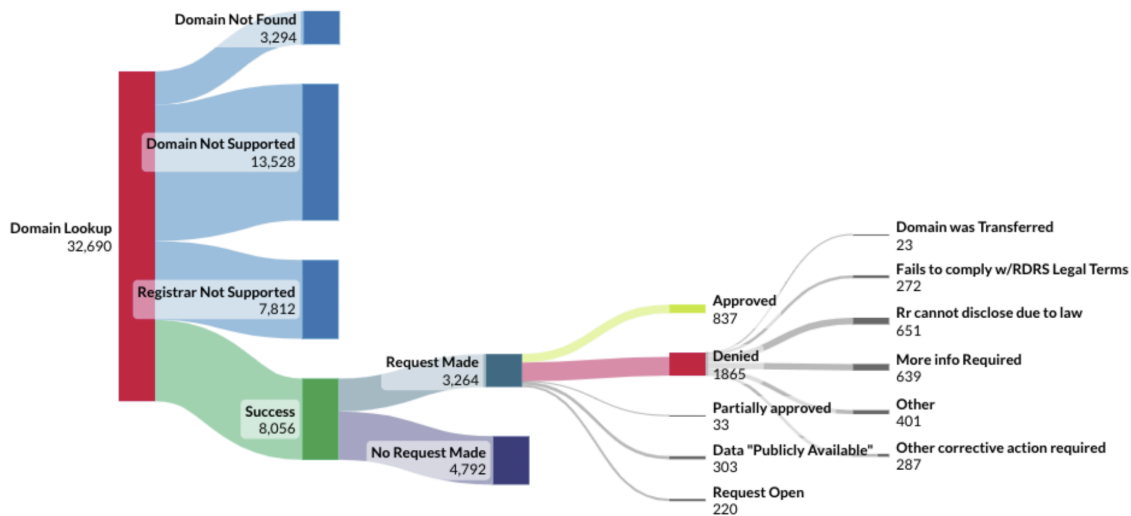 Domain Not Found
3,294
Domain Not Supported
13,528
Domain Lookup
32,690
Registrar Not Supported
7,812
Success
8,056
Request Made
3,264
No Request Made
4,792
Approved
837
Denied
1865
Partially approved
33
Data "Publicly Available"
303
Request Open
220
Domain was Transferred
23
Fails to comply w/RDRS Legal Terms
272
Rr cannot disclose due to law
651
More info Required
639
Other
401
Other corrective action required
287